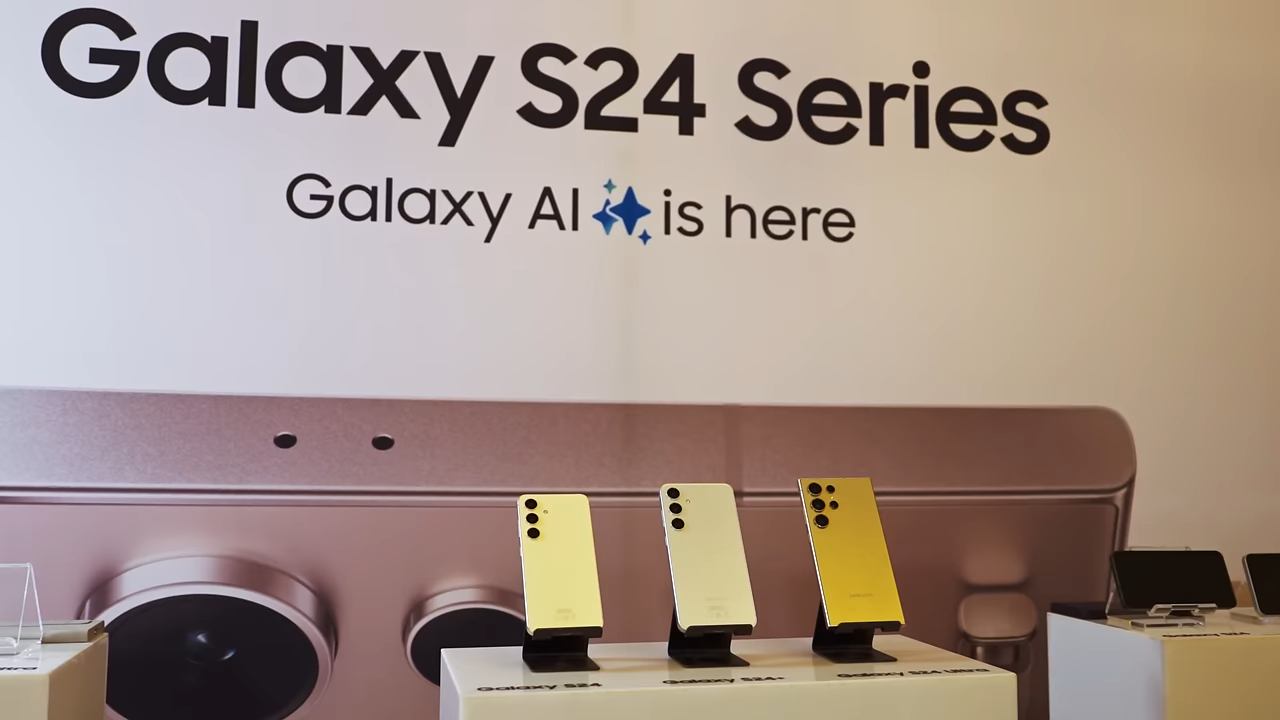 Galaxy S24 Series
Galaxy AI is here
Galaxy S24
Galaxy S24+
Galaxy S24 Ultra